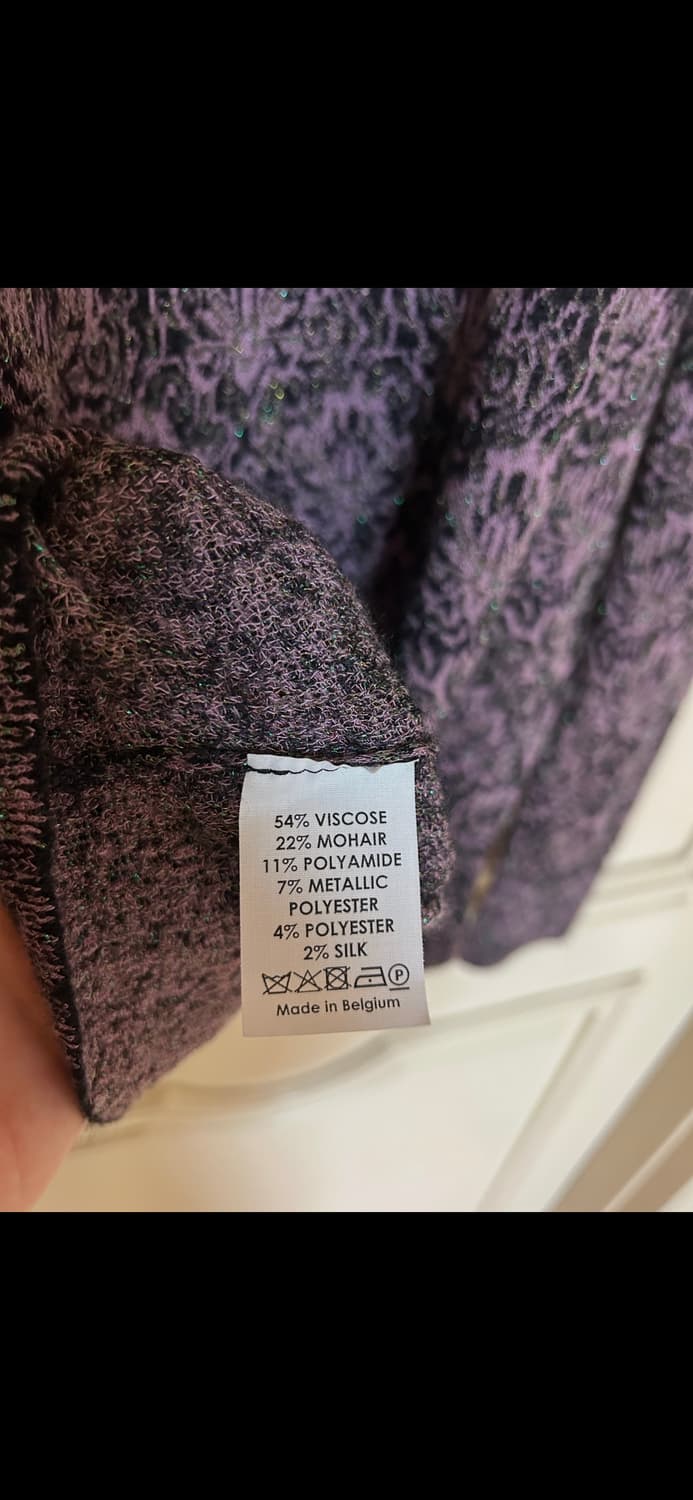 54% VISCOSE
22% MOHAIR
11% POLYAMIDE
7% METALLIC
POLYESTER
4% POLYESTER
2% SILK
P
Made in Belgium